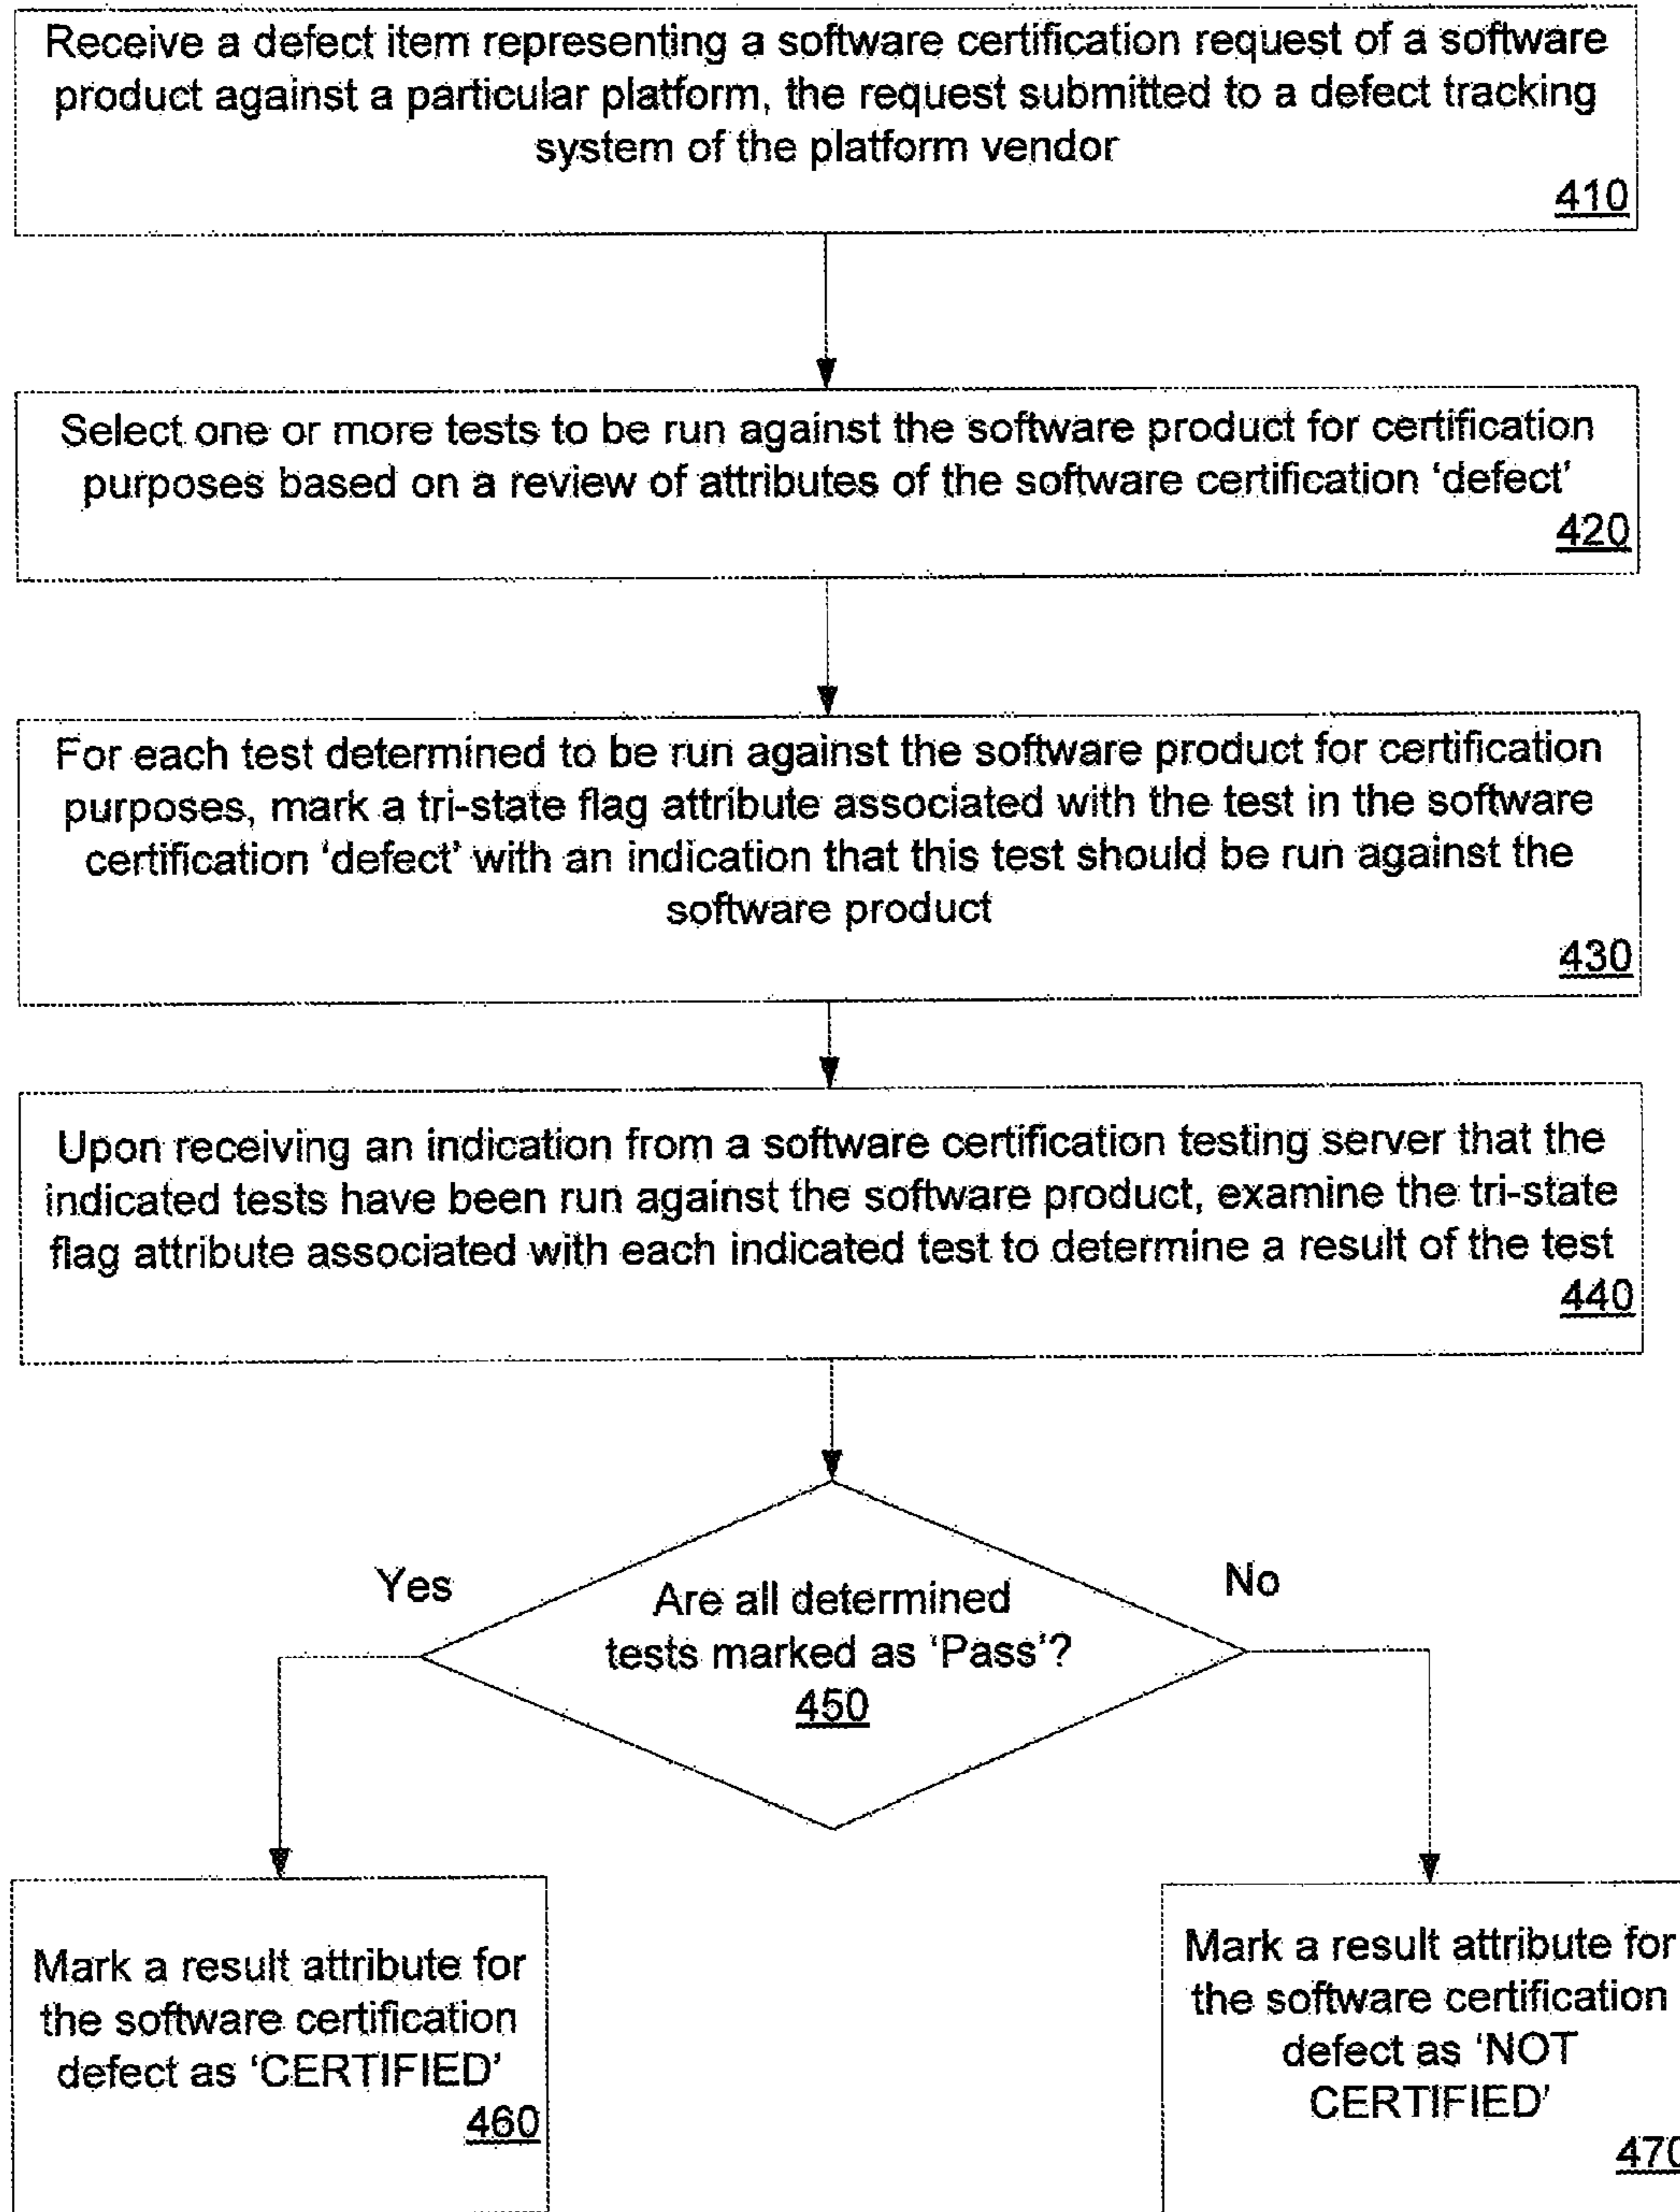 Receive a defect item representing a software certification request of a software
product against a particular platform, the request submitted to a defect tracking
system of the platform vendor
410
Select one or more tests to be run against the software product for certification
purposes based on a review of attributes of the software certification ‘defect’
420
For each test determined to be run against the software product for certification
purposes, mark a tri-state flag attribute associated with the test in the software
certification ‘defect’ with an indication that this test should be run against the
software product
430
Upon receiving an indication from a software certification testing server that the
indicated tests have been run against the software product, examine the tri-state
flag attribute associated with each indicated test to determine a result of the test
440
Yes
No
Are all determined
tests marked as ‘Pass’?
450
Mark a result attribute for
the software certification
defect as ‘CERTIFIED’
460
Mark a result attribute for
the software certification
defect as ‘NOT
CERTIFIED’
470